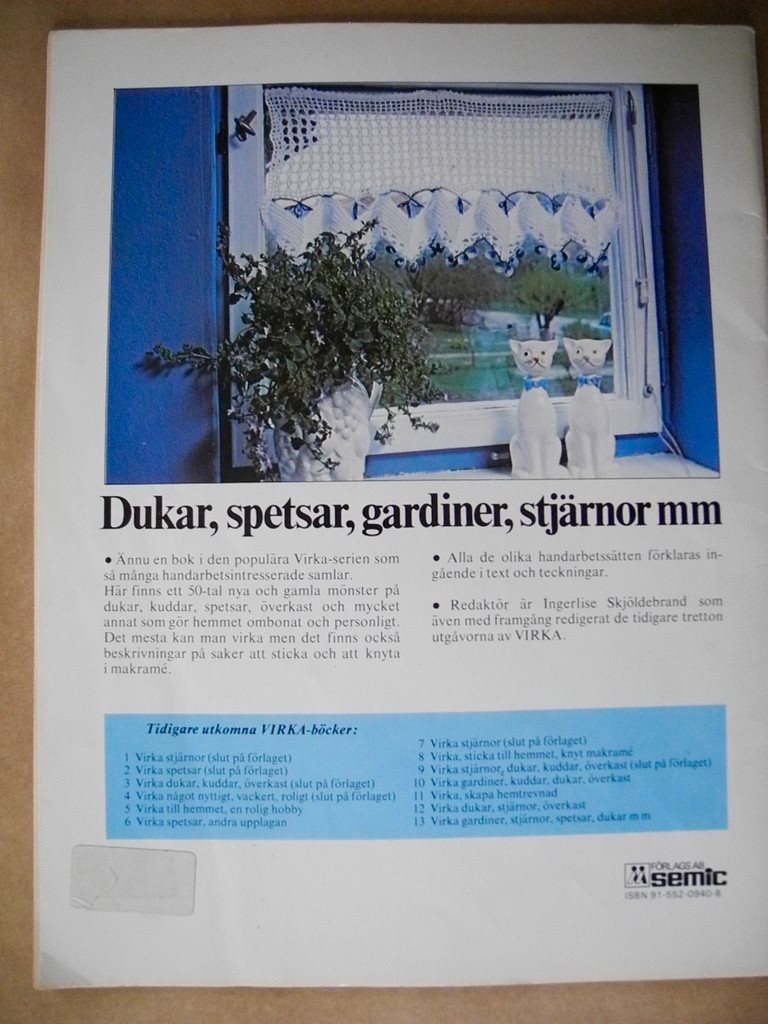 Dukar, spetsar, gardiner, stjärnor mm
• Ännu en bok i den populära Virka-serien som
så många handarbetsintresserade samlar.
Här finns ett 50-tal nya och gamla mönster på
dukar, kuddar, spetsar, överkast och mycket
annat som gör hemmet ombonat och personligt.
Det mesta kan man virka men det finns också
beskrivningar på saker att sticka och att knyta
i makramé.
• Alla de olika handarbetssätten förklaras in-
gående i text och teckningar.
• Redaktör är Ingerlise Skjöldebrand som
även med framgång redigerat de tidigare tretton
utgåvorna av VIRKA.
Tidigare utkomna VIRKA-böcker:
1 Virka stjärnor (slut på förlaget)
2 Virka spetsar (slut på förlaget)
3 Virka dukar, kuddar, överkast (slut på förlaget)
4 Virka något nyttigt, vackert, roligt (slut på förlaget)
5 Virka till hemmet, en rolig hobby
6 Virka spetsar, andra upplagan
7 Virka stjärnor (slut på förlaget)
8 Virka, sticka till hemmet, knyt makramé
9 Virka stjärnor, dukar, kuddar, överkast (slut på förlaget)
10 Virka gardiner, kuddar, dukar, överkast
11 Virka, skapa hemtrevnad
12 Virka dukar, stjärnor, överkast
13 Virka gardiner, stjärnor, spetsar, dukar m m
FÖRLAGS AB
semic
ISBN 91-552-0940-8